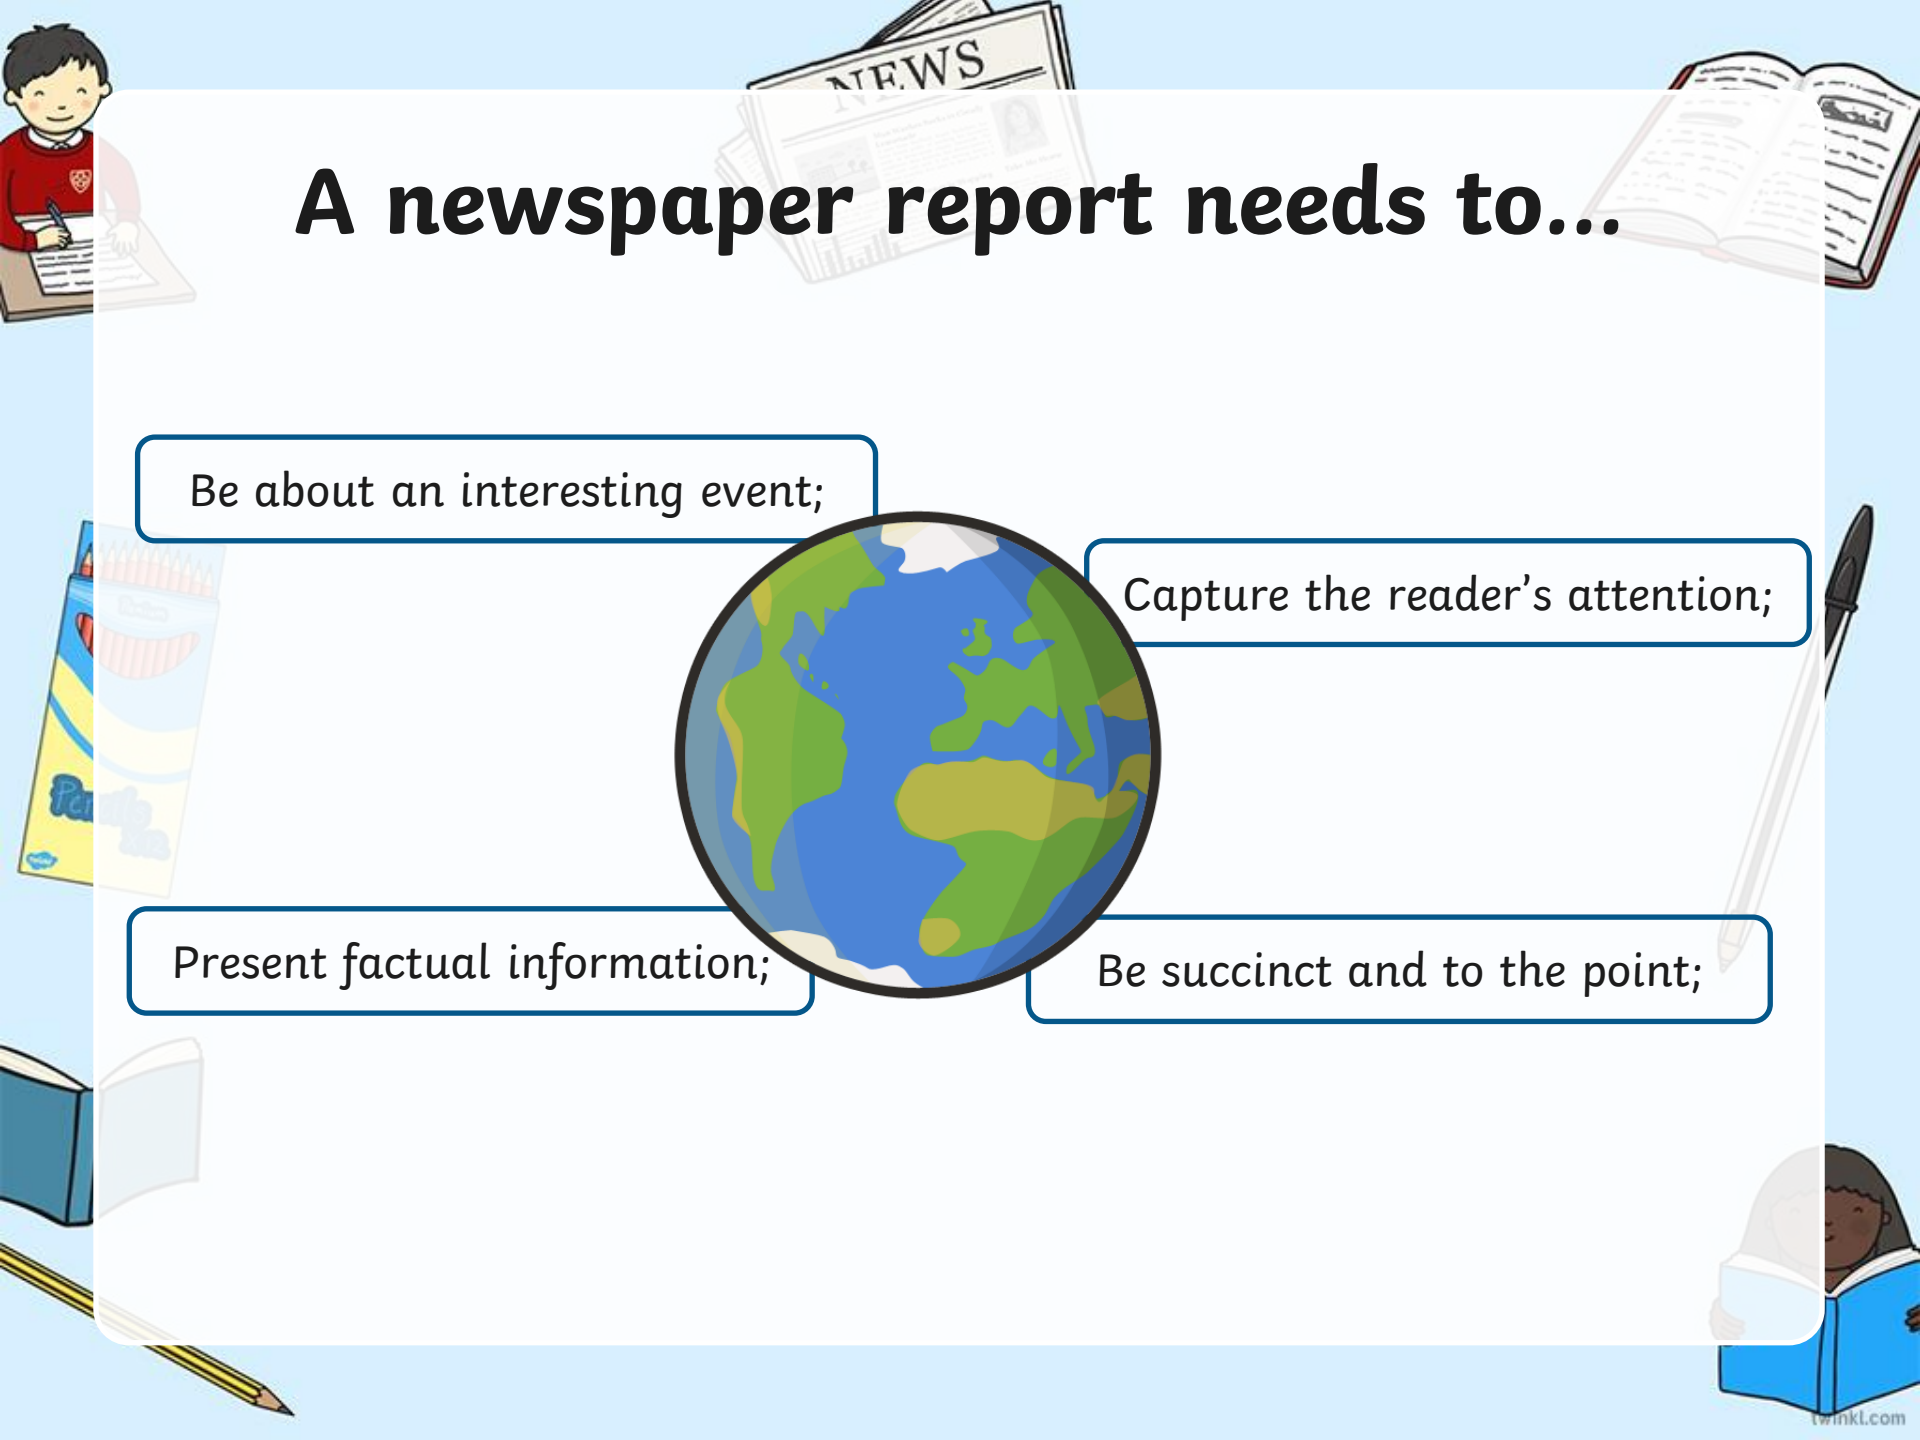 NEWS
A newspaper report needs to...
Be about an interesting event;
Capture the reader's attention;
Present factual information;
Be succinct and to the point;
twinkl.com